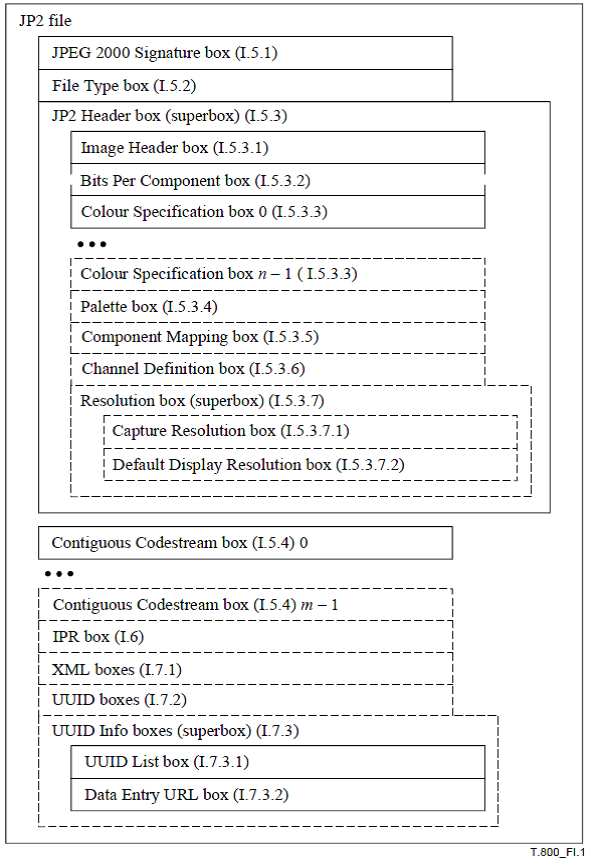 JP2 file
JPEG 2000 Signature box (I.5.1)
File Type box (I.5.2)
JP2 Header box (superbox) (I.5.3)
Image Header box (I.5.3.1)
Bits Per Component box (I.5.3.2)
Colour Specification box 0 (I.5.3.3)
•••
Colour Specification box n – 1 ( I.5.3.3)
Palette box (I.5.3.4)
Component Mapping box (I.5.3.5)
Channel Definition box (I.5.3.6)
Resolution box (superbox) (I.5.3.7)
Capture Resolution box (I.5.3.7.1)
Default Display Resolution box (I.5.3.7.2)
Contiguous Codestream box (I.5.4) 0
•••
Contiguous Codestream box (I.5.4) m – 1
IPR box (I.6)
XML boxes (I.7.1)
UUID boxes (I.7.2)
UUID Info boxes (superbox) (I.7.3)
UUID List box (I.7.3.1)
Data Entry URL box (I.7.3.2)
T.800_FI.1